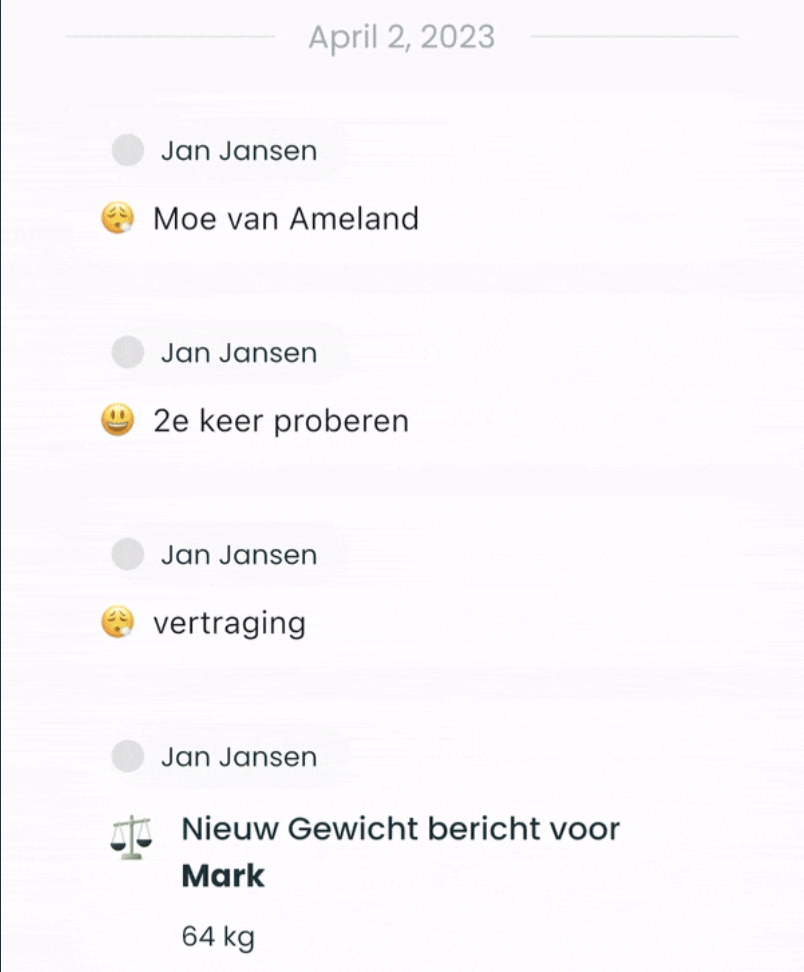 April 2, 2023
Jan Jansen
😮‍💨 Moe van Ameland
Jan Jansen
😃 2e keer proberen
Jan Jansen
😮‍💨 vertraging
Jan Jansen
⚖️ Nieuw Gewicht bericht voor
Mark
64 kg